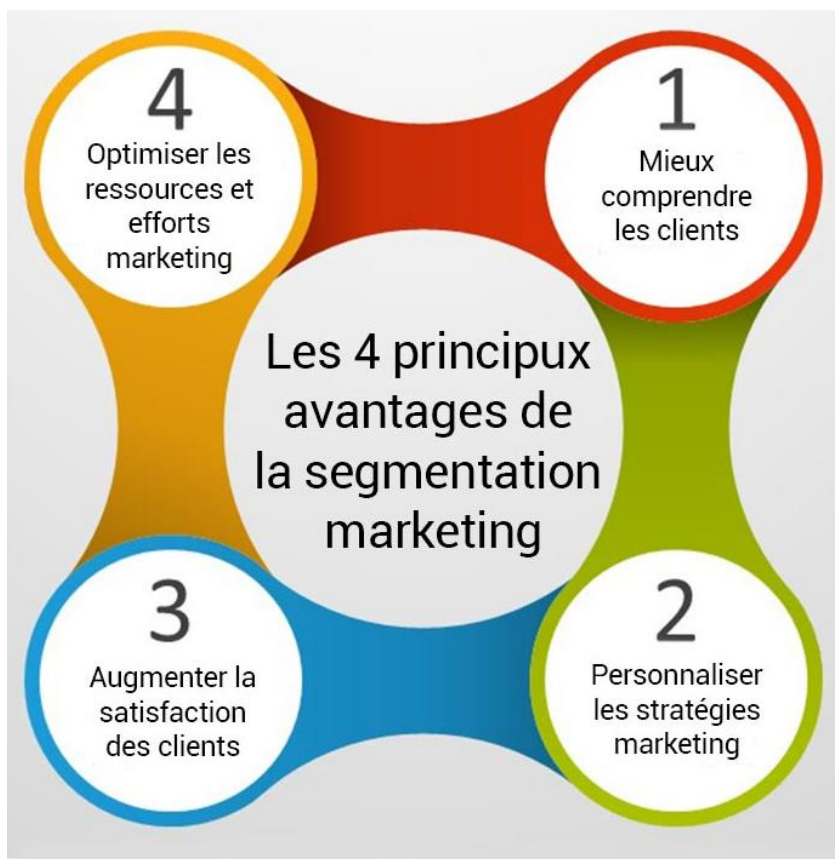 Les 4 principux
avantages de
la segmentation
marketing
1
Mieux
comprendre
les clients
2
Personnaliser
les stratégies
marketing
3
Augmenter la
satisfaction
des clients
4
Optimiser les
ressources et
efforts
marketing